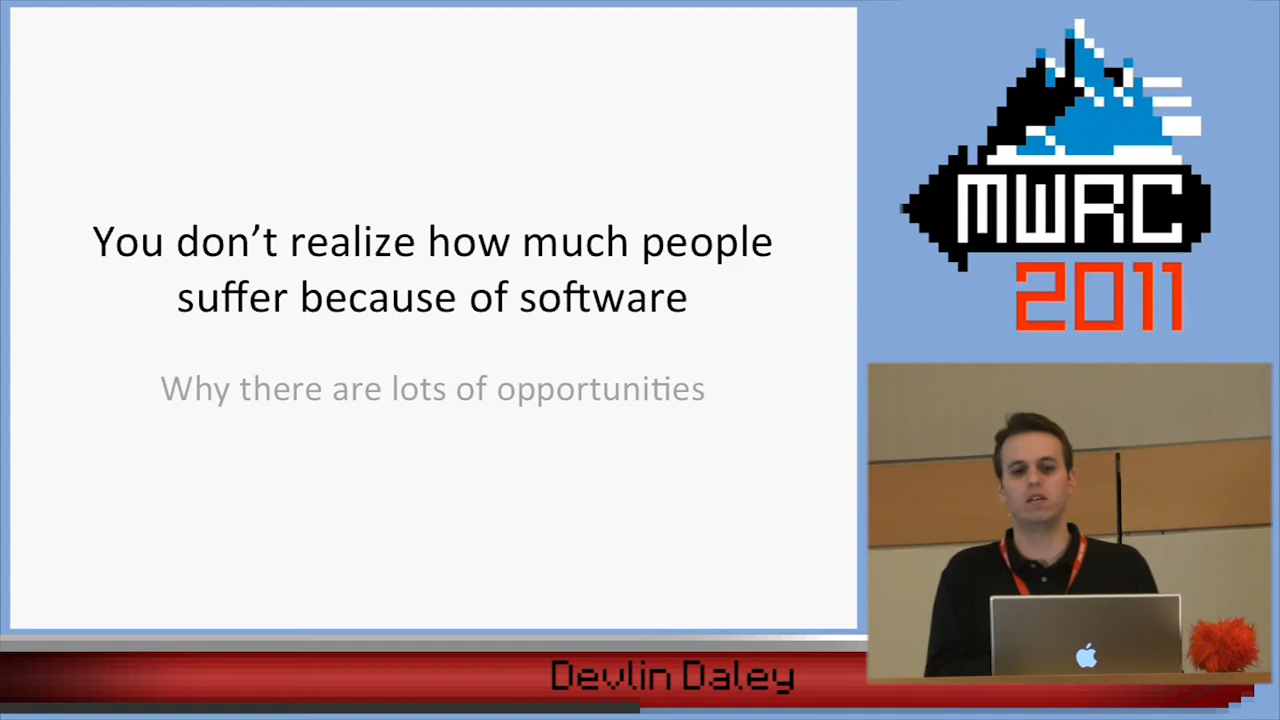 You don’t realize how much people
suffer because of software
Why there are lots of opportunities
MWRC
2011
Devlin Daley